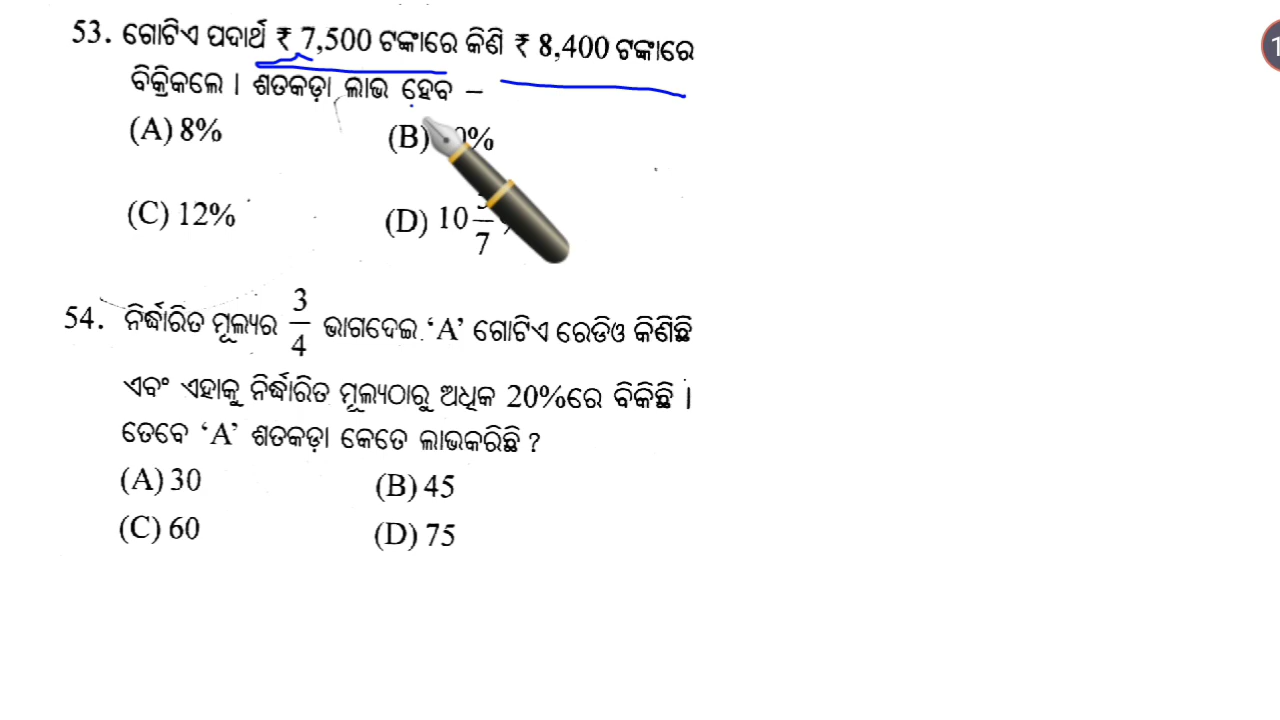 53. ଗୋଟିଏ ପଦାର୍ଥ ₹ 7,500 ଟଙ୍କାରେ କିଣି ₹ 8,400 ଟଙ୍କାରେ
ବିକ୍ରିକଲେ । ଶତକଡ଼ା ଲାଭ ହେବ –
(A) 8% (B)
(C) 12% (D) 10
54. ନିର୍ଦ୍ଧାରିତ ମୂଲ୍ୟର 3/4 ଭାଗଦେଇ ‘A’ ଗୋଟିଏ ରେଡିଓ କିଣିଛି
ଏବଂ ଏହାକୁ ନିର୍ଦ୍ଧାରିତ ମୂଲ୍ୟଠାରୁ ଅଧିକ 20%ରେ ବିକିଛି ।
ତେବେ ‘A’ ଶତକଡ଼ା କେତେ ଲାଭକରିଛି ?
(A) 30 (B) 45
(C) 60 (D) 75